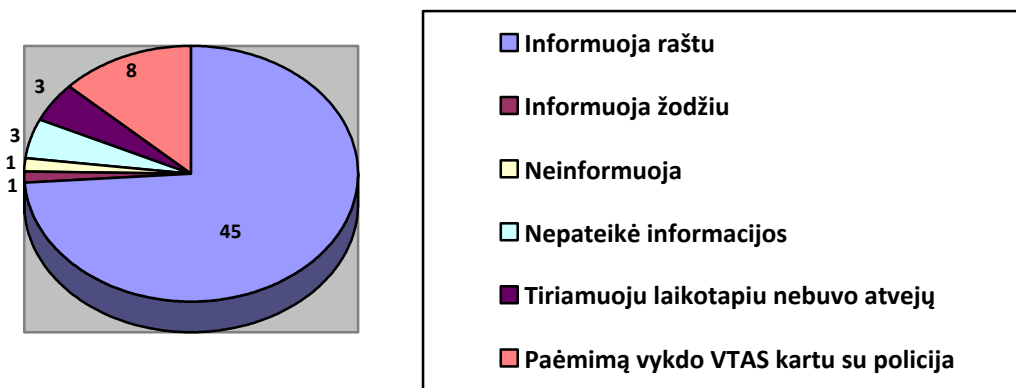 8
3
3
1
1
45
Informuoja raštu
Informuoja žodžiu
Neinformuoja
Nepateikė informacijos
Tiriamuoju laikotapiu nebuvo atvejų
Paėmimą vykdo VTAS kartu su policija